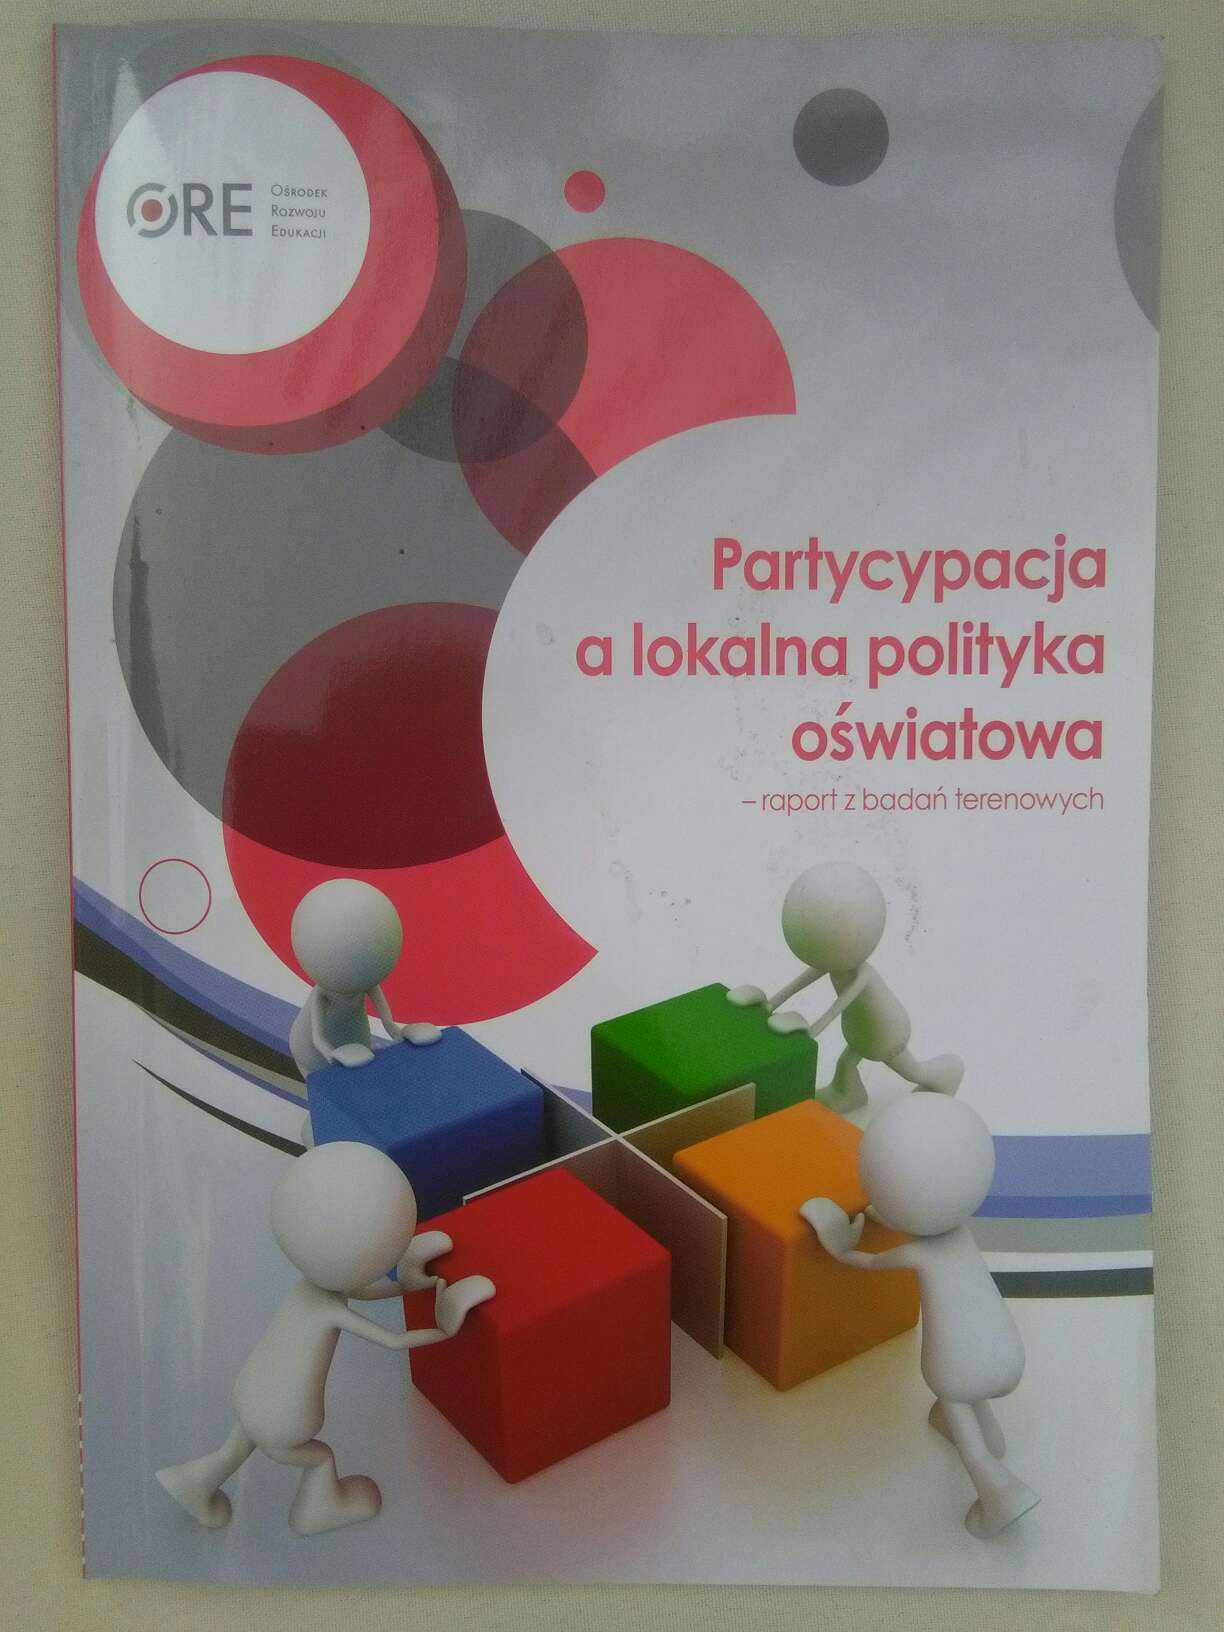 ORE
Ośrodek
Rozwoju
Edukacji
Partycypacja
a lokalna polityka
oświatowa
– raport z badań terenowych